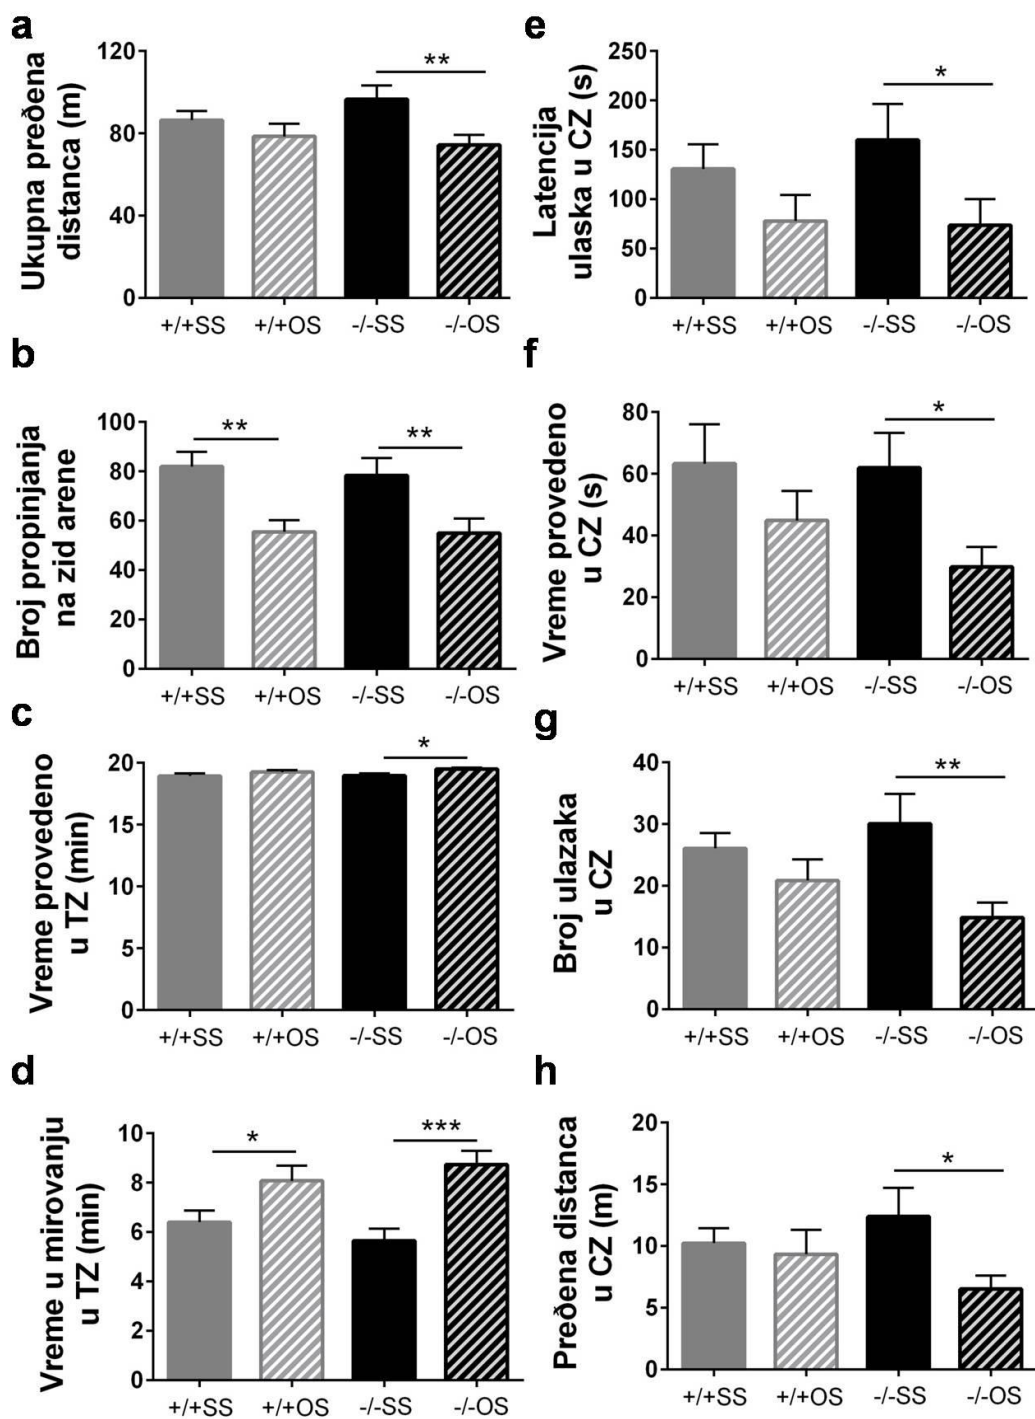 a
Ukupna pređena
distanca (m)
120
80
40
0
**
+/+SS +/+OS -/-SS -/-OS
e
Latencija
ulaska u CZ (s)
250
200
150
100
50
0
*
+/+SS +/+OS -/-SS -/-OS
b
Broj propinjanja
na zid arene
100
80
60
40
20
0
** **
+/+SS +/+OS -/-SS -/-OS
f
Vreme provedeno
u CZ (s)
80
60
40
20
0
*
+/+SS +/+OS -/-SS -/-OS
c
Vreme provedeno
u TZ (min)
20
15
10
5
0
*
+/+SS +/+OS -/-SS -/-OS
g
Broj ulazaka
u CZ
40
30
20
10
0
**
+/+SS +/+OS -/-SS -/-OS
d
Vreme u mirovanju
u TZ (min)
10
8
6
4
2
0
* ***
+/+SS +/+OS -/-SS -/-OS
h
Pređena distanca
u CZ (m)
20
15
10
5
0
*
+/+SS +/+OS -/-SS -/-OS